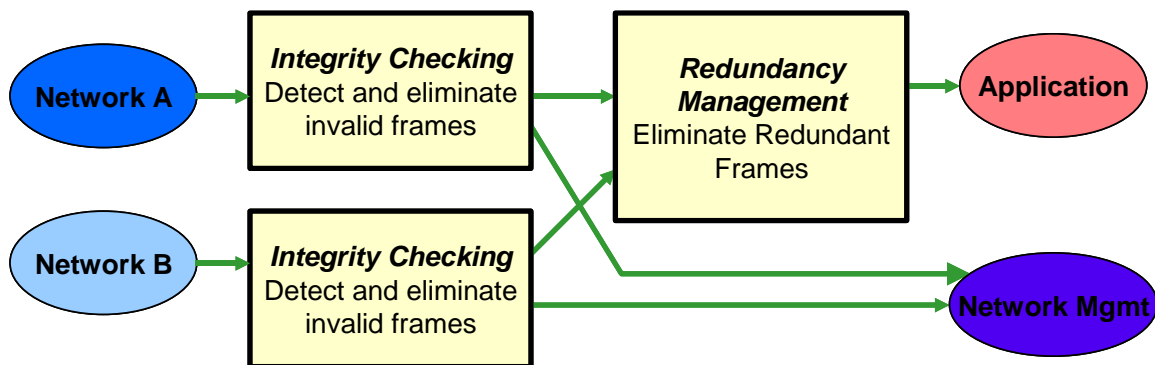 Network A
Integrity Checking
Detect and eliminate
invalid frames
Redundancy
Management
Eliminate Redundant
Frames
Application
Network B
Integrity Checking
Detect and eliminate
invalid frames
Network Mgmt